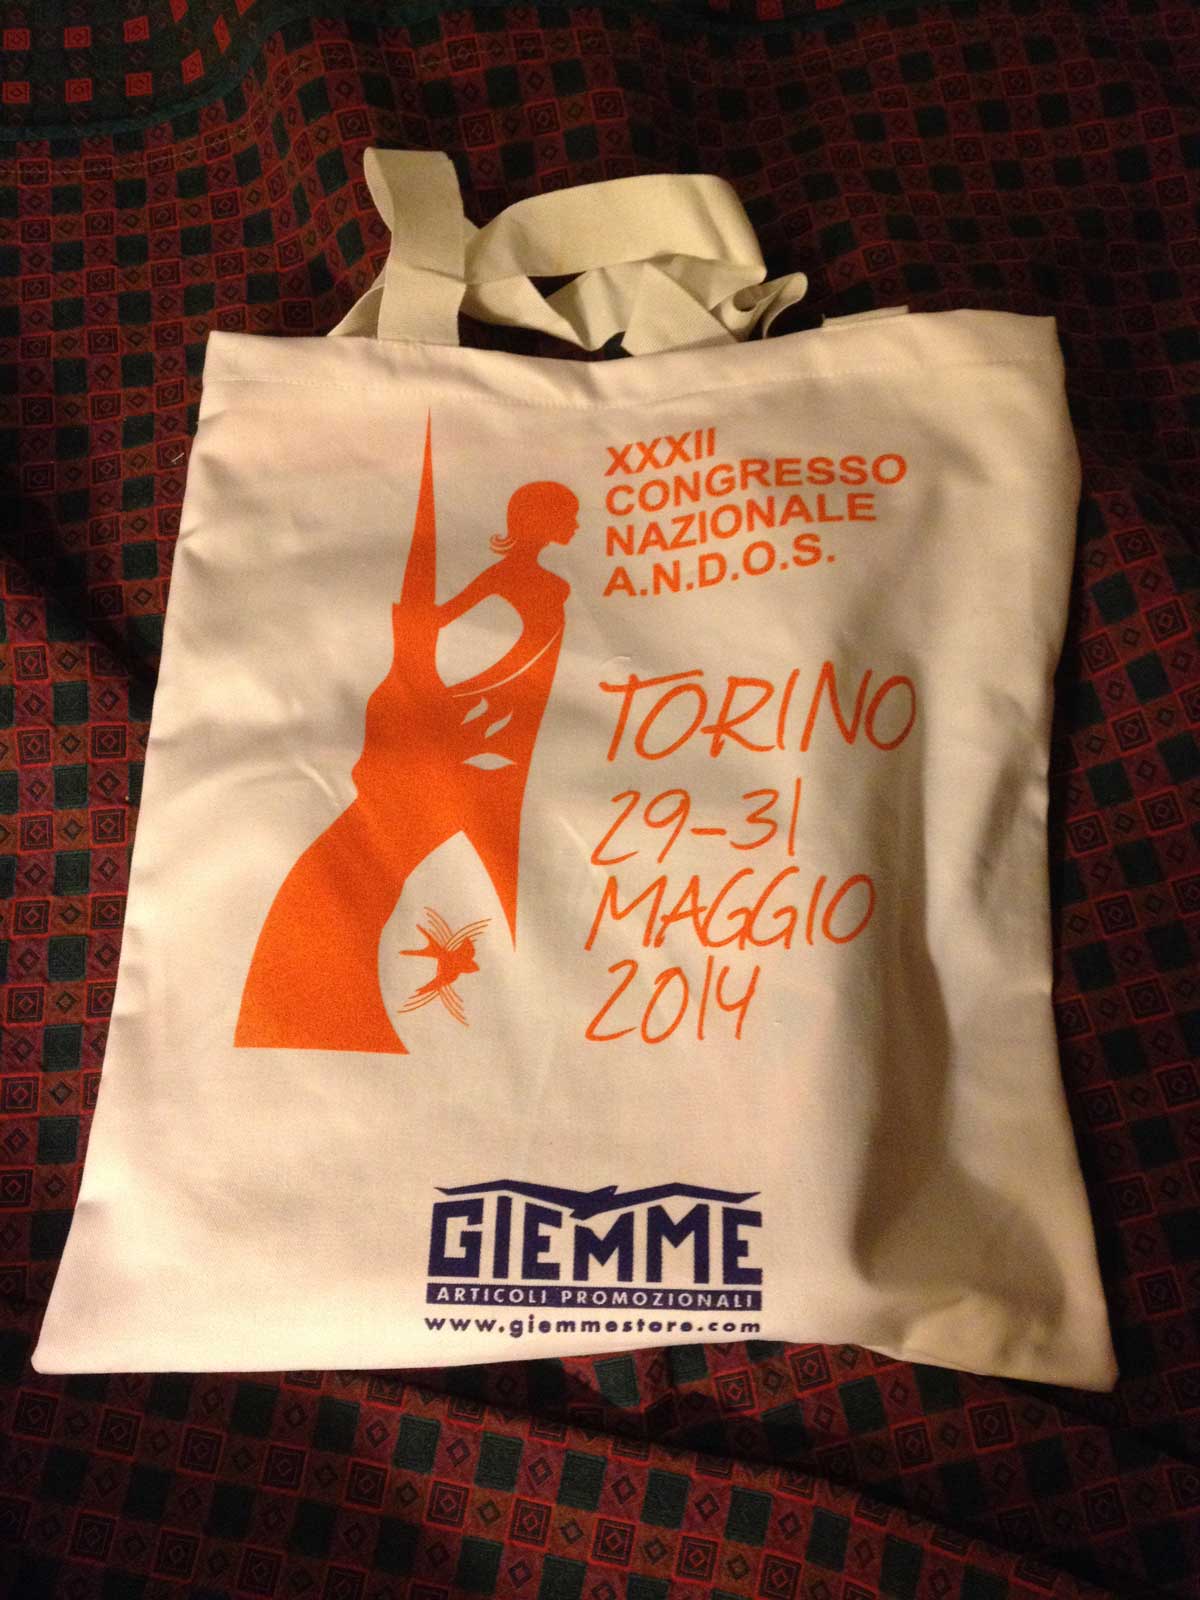 XXXII
CONGRESSO
NAZIONALE
A.N.D.O.S.
TORINO
29-31
MAGGIO
2014
GIEMME
ARTICOLI PROMOZIONALI
www.giemmestore.com